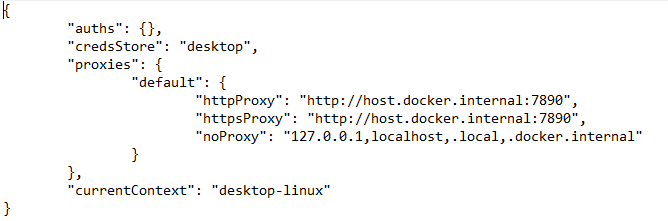 {
	"auths": {},
	"credsStore": "desktop",
	"proxies": {
		"default": {
			"httpProxy": "http://host.docker.internal:7890",
			"httpsProxy": "http://host.docker.internal:7890",
			"noProxy": "127.0.0.1,localhost,.local,.docker.internal"
		}
	},
	"currentContext": "desktop-linux"
}